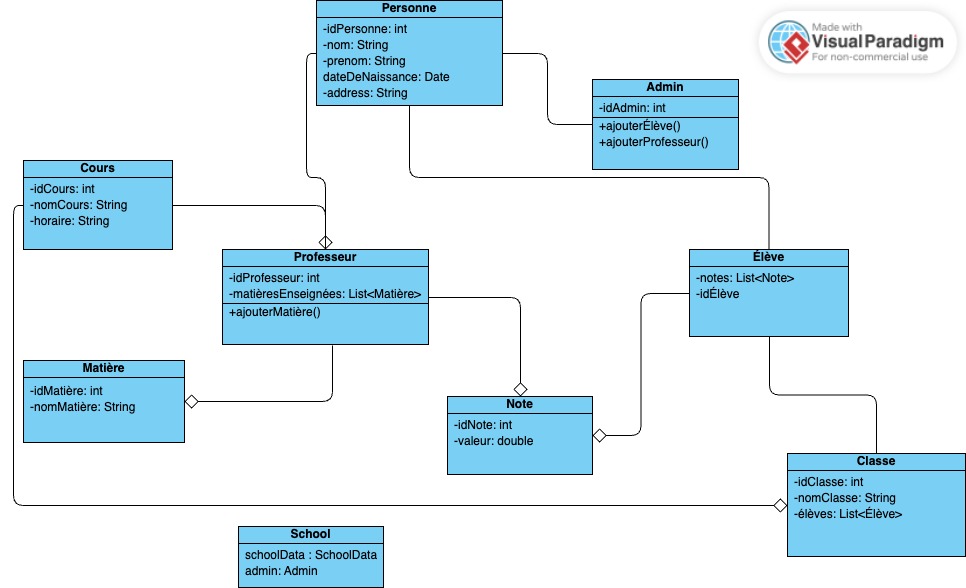 Personne
-idPersonne: int
-nom: String
-prenom: String
dateDeNaissance: Date
-address: String
Made with
Visual Paradigm
For non-commercial use
Admin
-idAdmin: int
+ajouterÉlève()
+ajouterProfesseur()
Cours
-idCours: int
-nomCours: String
-horaire: String
Professeur
-idProfesseur: int
-matièresEnseignées: List<Matière>
+ajouterMatière()
Élève
-notes: List<Note>
-idÉlève
Matière
-idMatière: int
-nomMatière: String
Note
-idNote: int
-valeur: double
Classe
-idClasse: int
-nomClasse: String
-élèves: List<Élève>
School
schoolData : SchoolData
admin: Admin